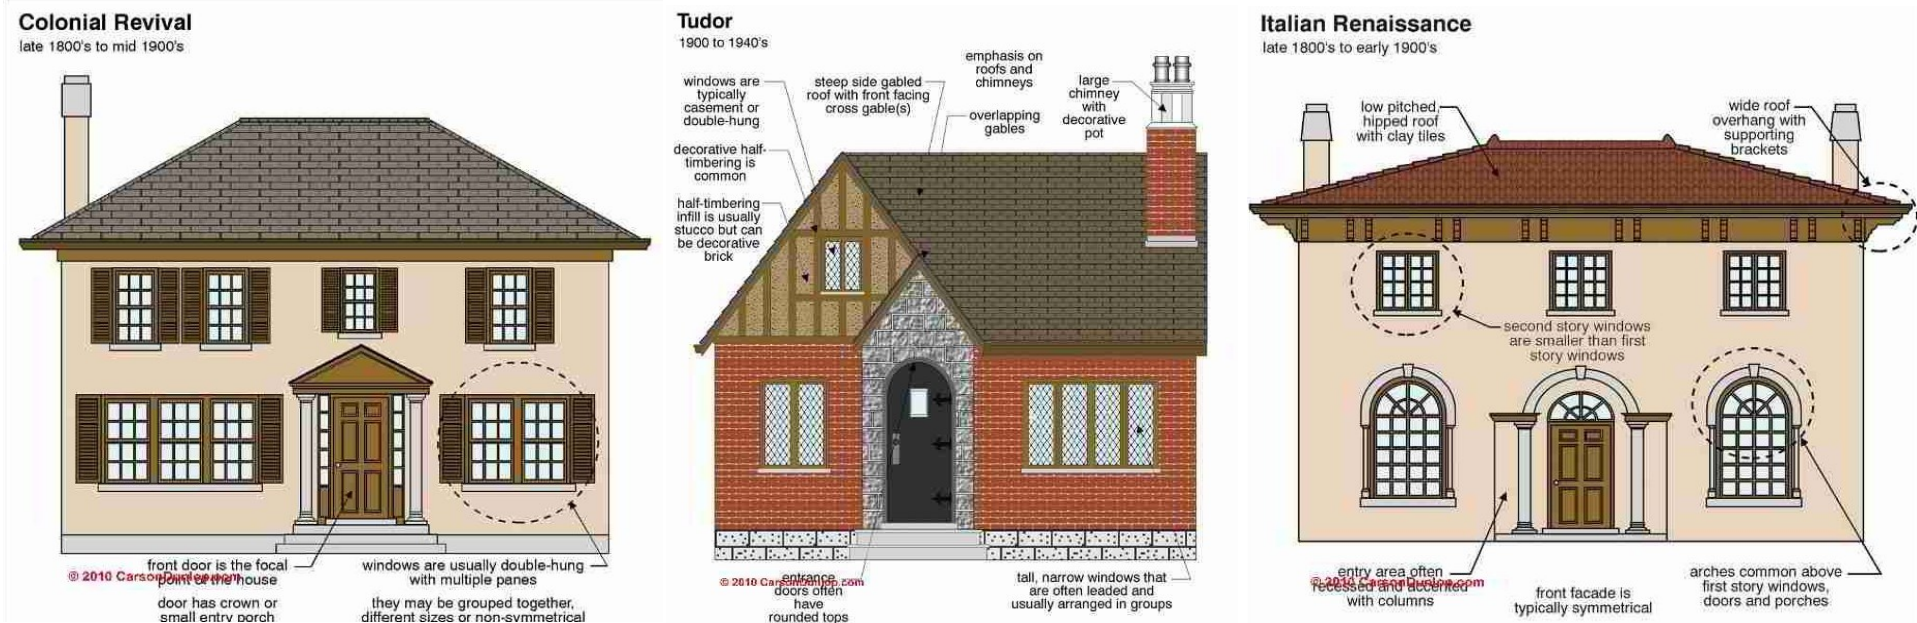 Colonial Revival
late 1800's to mid 1900's
front door is the focal
point of the house
© 2010 CarsonDunlop.com
door has crown or
small entry porch
windows are usually double-hung
with multiple panes
they may be grouped together,
different sizes or non-symmetrical
Tudor
1900 to 1940's
windows are
typically
casement or
double-hung
decorative half-
timbering is
common
half-timbering
infill is usually
stucco but can
be decorative
brick
steep side gabled
roof with front facing
cross gable(s)
emphasis on
roofs and
chimneys
overlapping
gables
large
chimney
with
decorative
pot
© 2010 CarsonDunlop.com
entrance
doors often
have
rounded tops
tall, narrow windows that
are often leaded and
usually arranged in groups
Italian Renaissance
late 1800's to early 1900's
low pitched,
hipped roof
with clay tiles
wide roof
overhang with
supporting
brackets
second story windows
are smaller than first
story windows
entry area often
recessed and accented
with columns
© 2010 CarsonDunlop.com
front facade is
typically symmetrical
arches common above
first story windows,
doors and porches